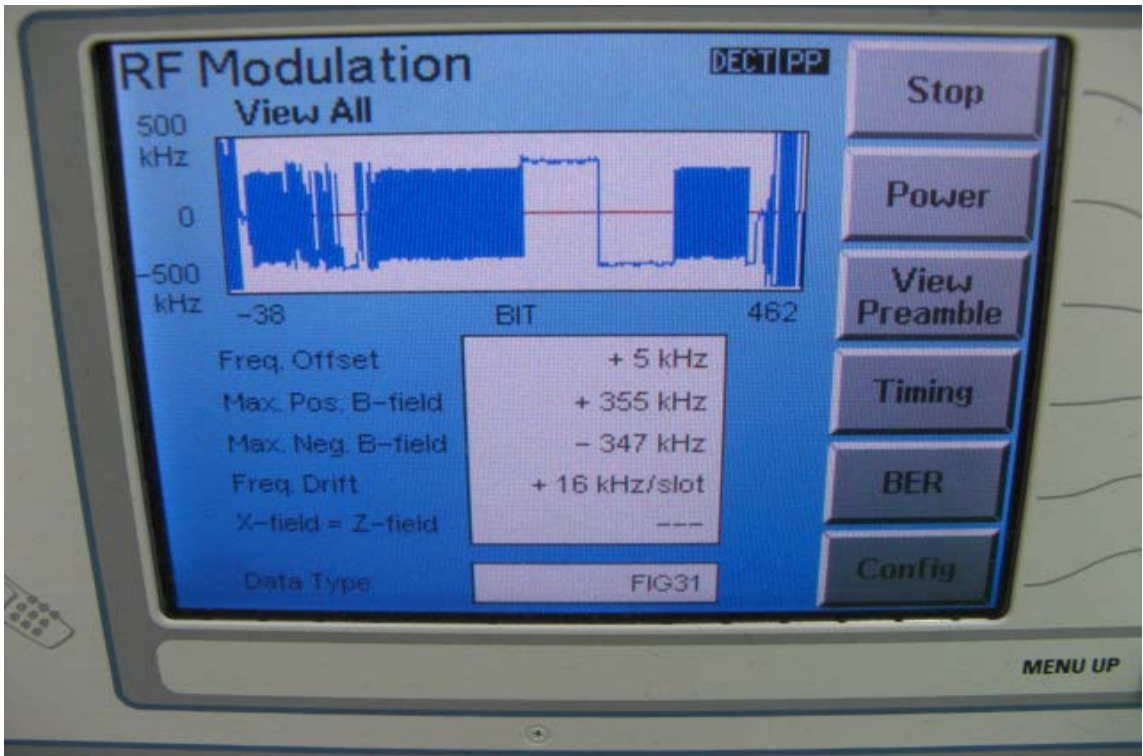 RF Modulation
DECT PP
View All
500
kHz
0
-500
kHz
-38
BIT
462
Freq. Offset
+ 5 kHz
Max. Pos. B-field
+ 355 kHz
Max. Neg. B-field
- 347 kHz
Freq. Drift
+ 16 kHz/slot
X-field = Z-field
---
Data Type
FIG31
Stop
Power
View
Preamble
Timing
BER
Config
MENU UP